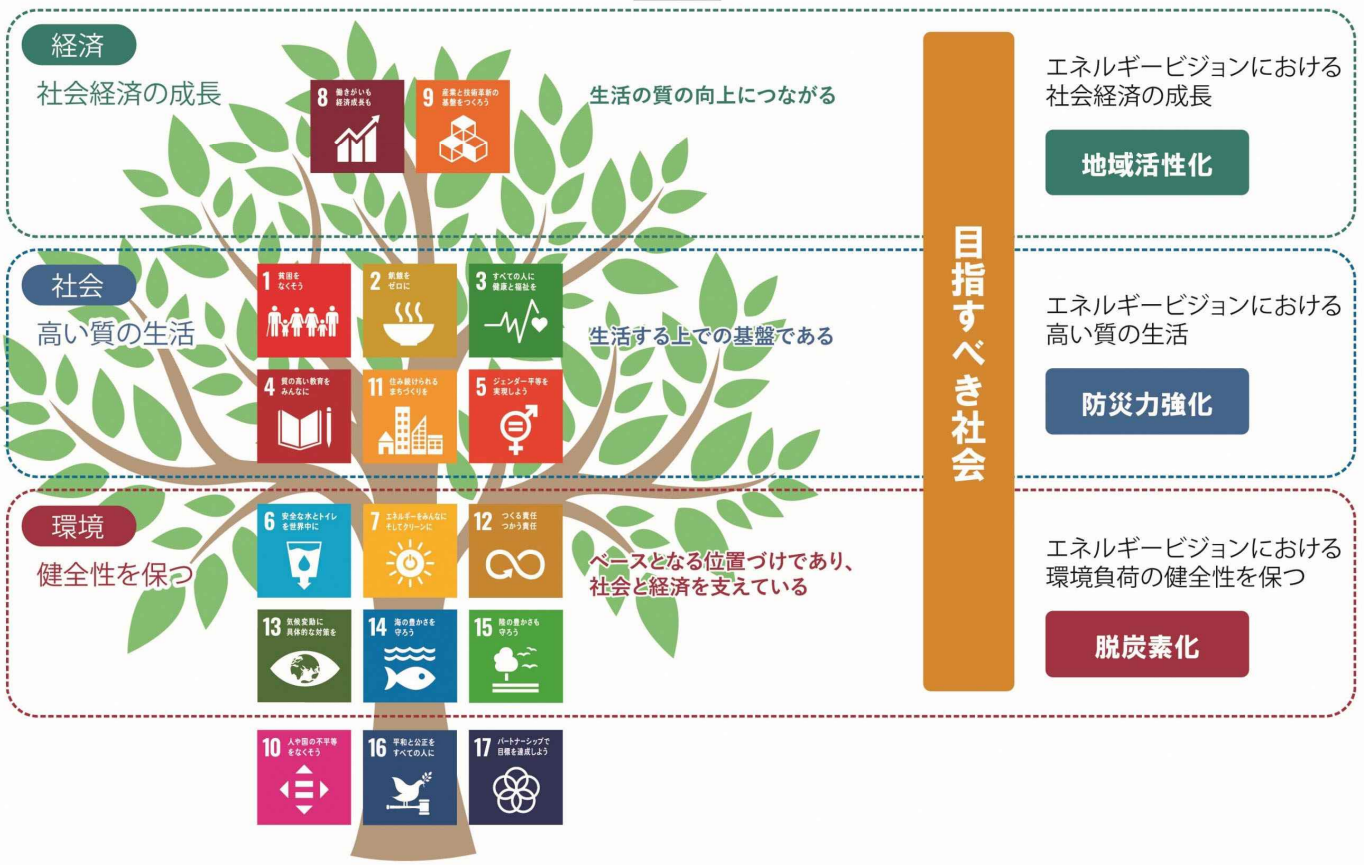 経済
社会経済の成長
8 働きがいも
経済成長も
9 産業と技術革新の
基盤をつくろう
生活の質の向上につながる
エネルギービジョンにおける
社会経済の成長
地域活性化
目指すべき社会
社会
高い質の生活
1 貧困を
なくそう
2 飢餓を
ゼロに
3 すべての人に
健康と福祉を
生活する上での基盤である
4 質の高い教育を
みんなに
11 住み続けられる
まちづくりを
5 ジェンダー平等を
実現しよう
エネルギービジョンにおける
高い質の生活
防災力強化
環境
健全性を保つ
6 安全な水とトイレ
を世界中に
7 エネルギーをみんなに
そしてクリーンに
12 つくる責任
つかう責任
ベースとなる位置づけであり、
社会と経済を支えている
13 気候変動に
具体的な対策を
14 海の豊かさを
守ろう
15 陸の豊かさも
守ろう
エネルギービジョンにおける
環境負荷の健全性を保つ
脱炭素化
10 人や国の不平等
をなくそう
16 平和と公正を
すべての人に
17 パートナーシップで
目標を達成しよう